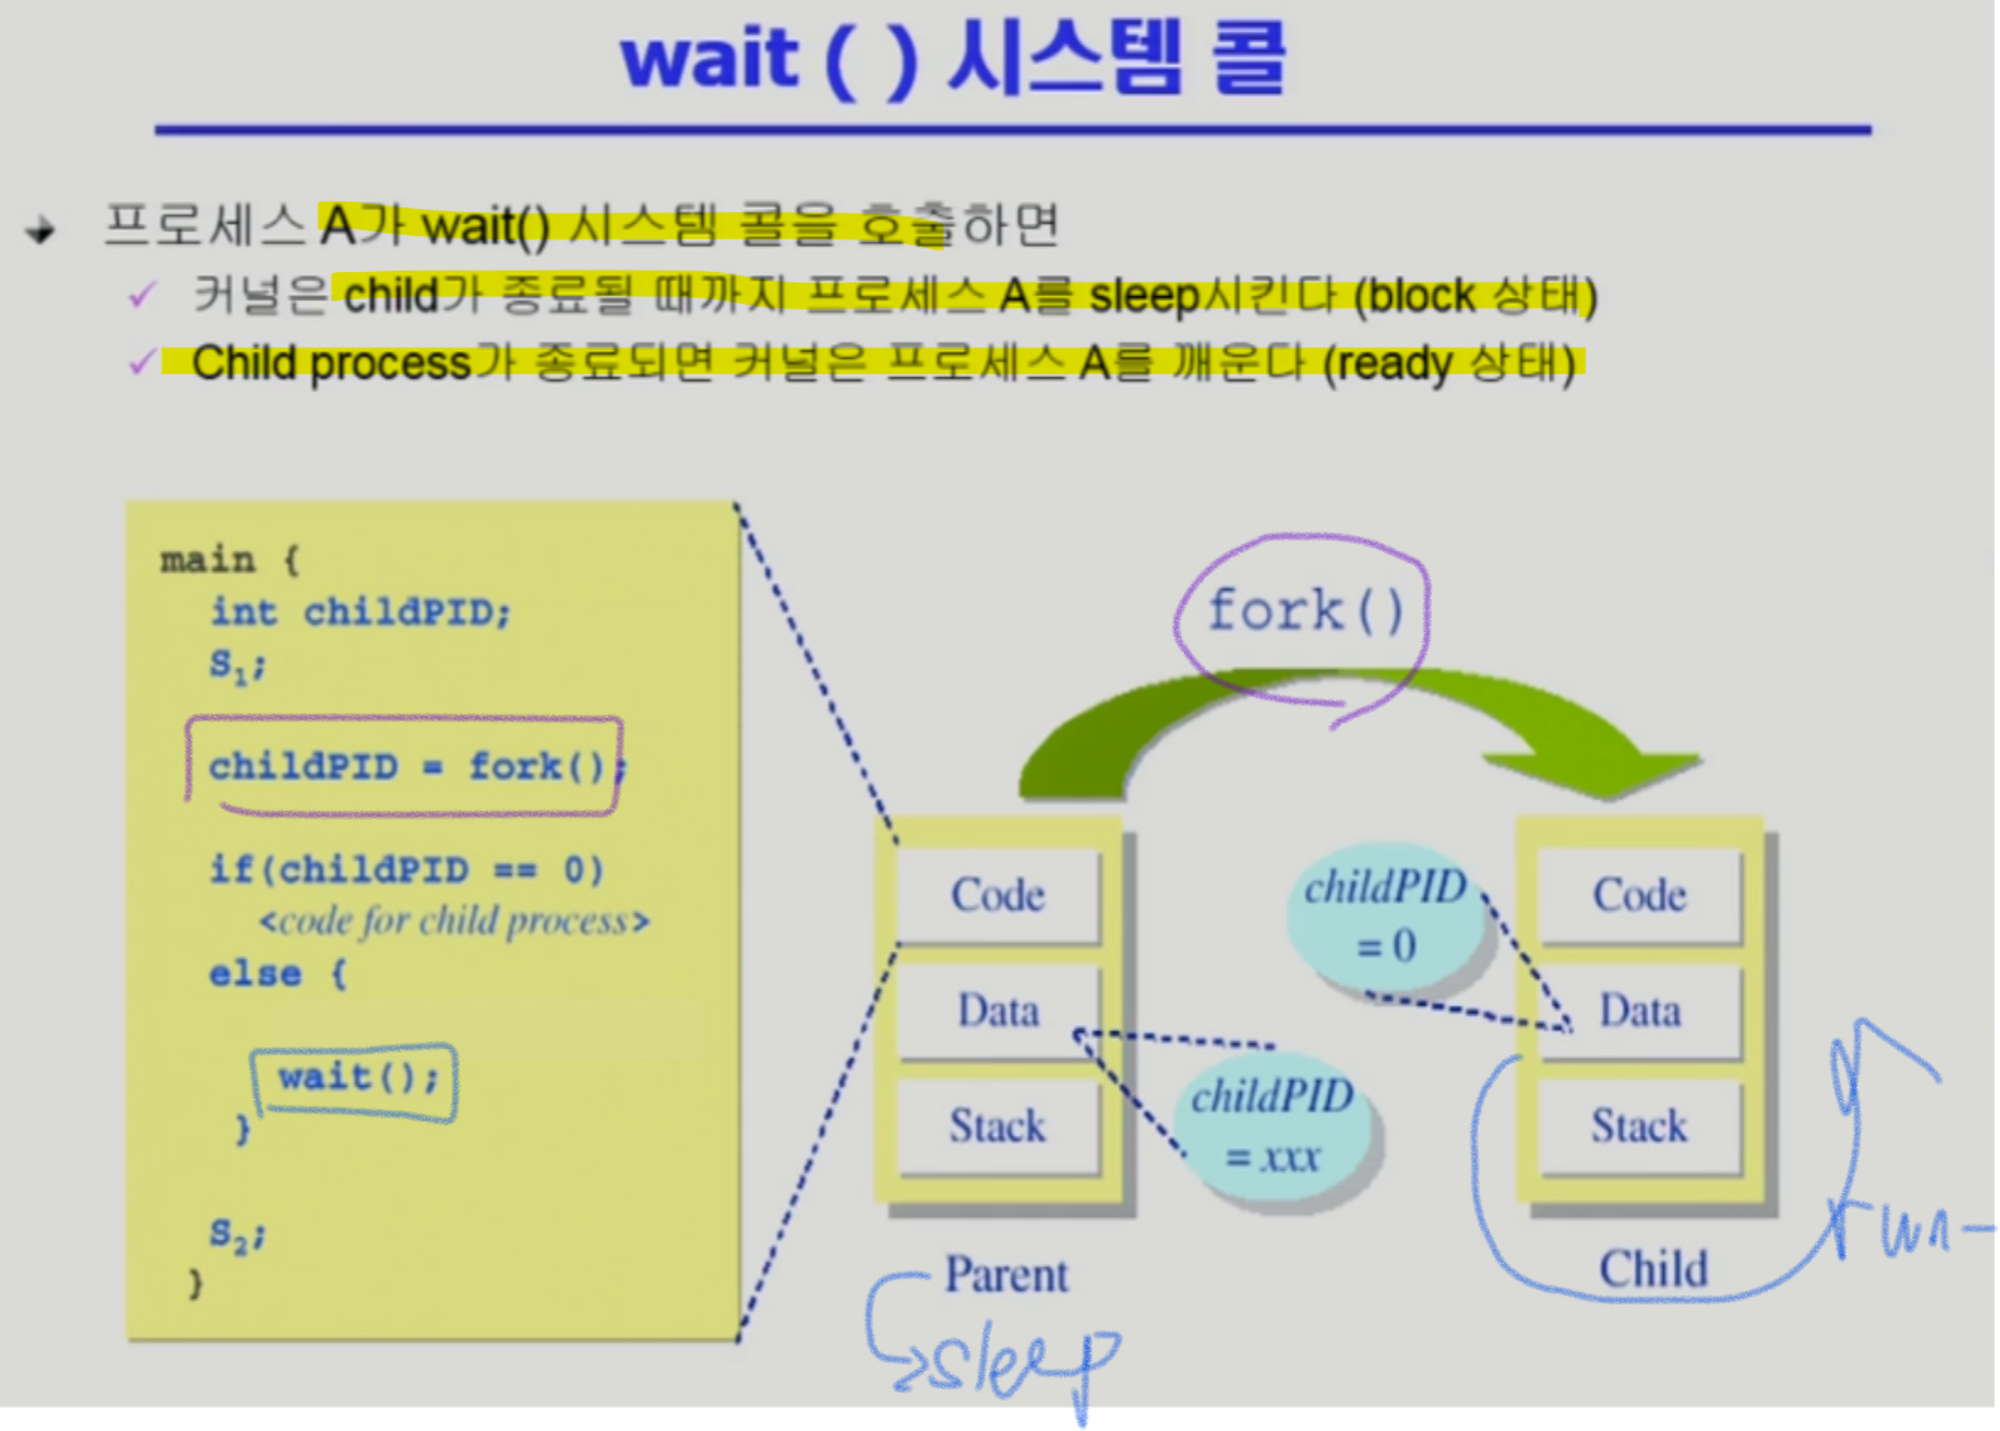 wait ( ) 시스템 콜
프로세스 A가 wait() 시스템 콜을 호출하면
✓ 커널은 child가 종료될 때까지 프로세스 A를 sleep시킨다 (block 상태)
✓ Child process가 종료되면 커널은 프로세스 A를 깨운다 (ready 상태)
main {
int childPID;
S₁;
childPID = fork();
if(childPID == 0)
<code for child process>
else {
wait();
}
S₂;
}
fork()
Code
Data
Stack
Parent
sleep
childPID
= 0
childPID
= xxx
Code
Data
Stack
Child
run-